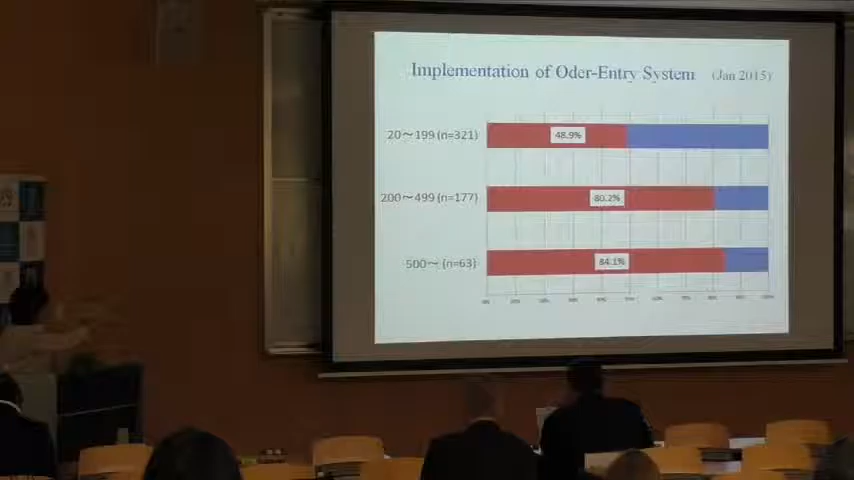 Implementation of Oder-Entry System (Jan 2015)
20～199 (n=321)
48.9%
200～499 (n=177)
80.2%
500～ (n=63)
84.1%